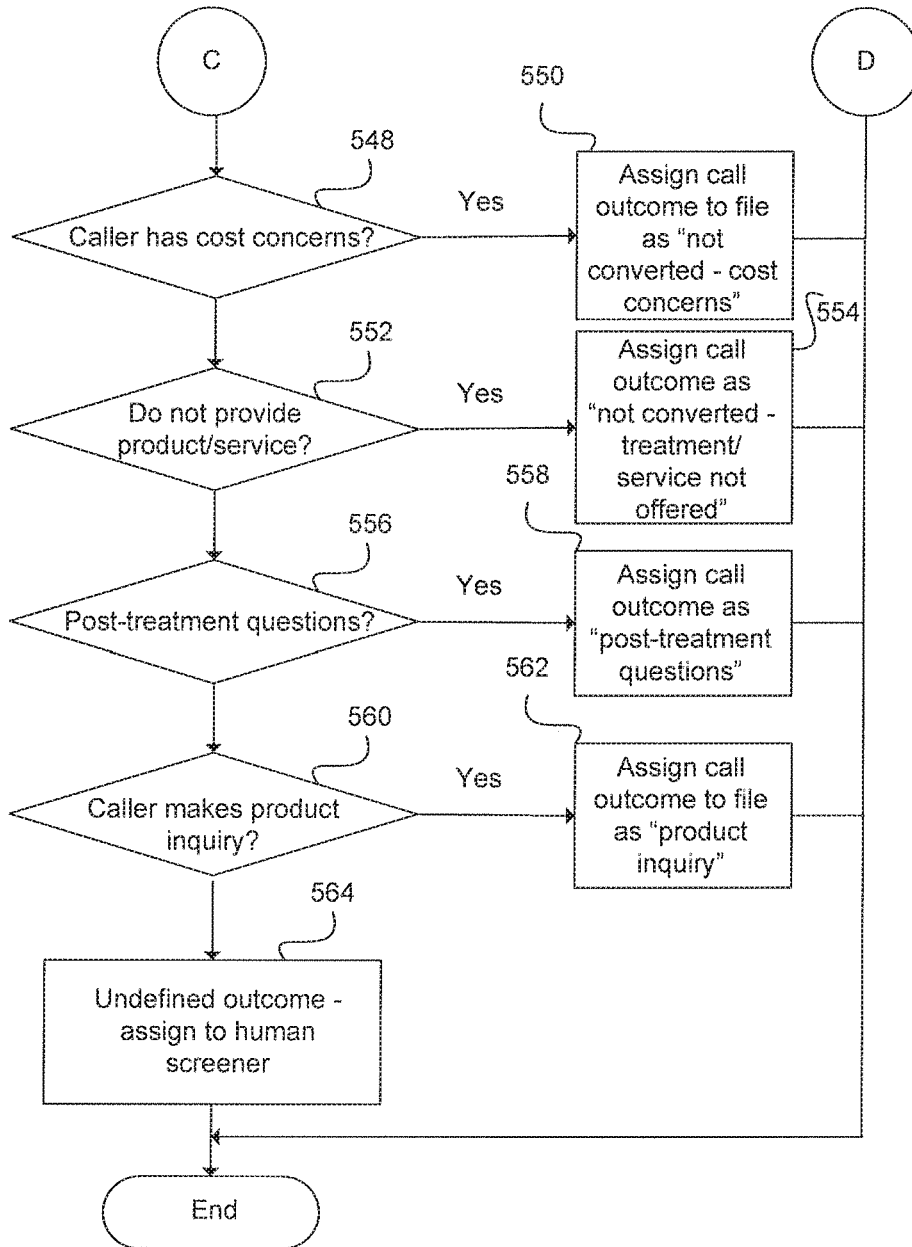 C
D
548
550
Caller has cost concerns?
Yes
Assign call
outcome to file
as “not
converted - cost
concerns”
552
554
Do not provide
product/service?
Yes
Assign call
outcome as
“not converted -
treatment/
service not
offered”
556
558
Post-treatment questions?
Yes
Assign call
outcome as
“post-treatment
questions”
560
562
Caller makes product
inquiry?
Yes
Assign call
outcome to file
as “product
inquiry”
564
Undefined outcome -
assign to human
screener
End